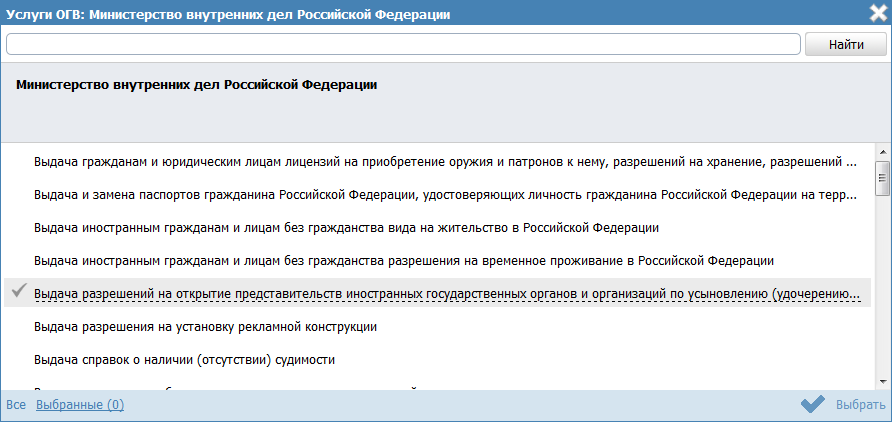 Услуги ОГВ: Министерство внутренних дел Российской Федерации
Найти
Министерство внутренних дел Российской Федерации
Выдача гражданам и юридическим лицам лицензий на приобретение оружия и патронов к нему, разрешений на хранение, разрешений ...
Выдача и замена паспортов гражданина Российской Федерации, удостоверяющих личность гражданина Российской Федерации на терр...
Выдача иностранным гражданам и лицам без гражданства вида на жительство в Российской Федерации
Выдача иностранным гражданам и лицам без гражданства разрешения на временное проживание в Российской Федерации
Выдача разрешений на открытие представительств иностранных государственных органов и организаций по усыновлению (удочерению...
Выдача разрешения на установку рекламной конструкции
Выдача справок о наличии (отсутствии) судимости
Все Выбранные (0) Выбрать